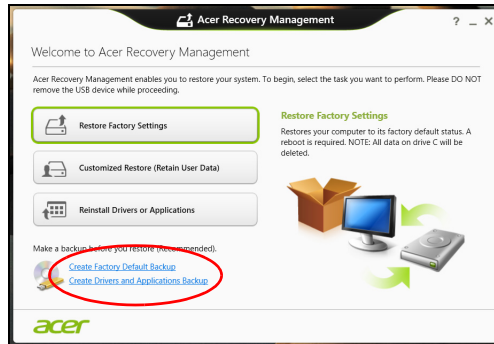 Acer Recovery Management
Welcome to Acer Recovery Management
Acer Recovery Management enables you to restore your system. To begin, select the task you want to perform. Please DO NOT
remove the USB device while proceeding.
Restore Factory Settings
Customized Restore (Retain User Data)
Reinstall Drivers or Applications
Restore Factory Settings
Restores your computer to its factory default status. A
reboot is required. NOTE: All data on drive C will be
deleted.
Make a backup before you restore (Recommended).
Create Factory Default Backup
Create Drivers and Applications Backup
acer